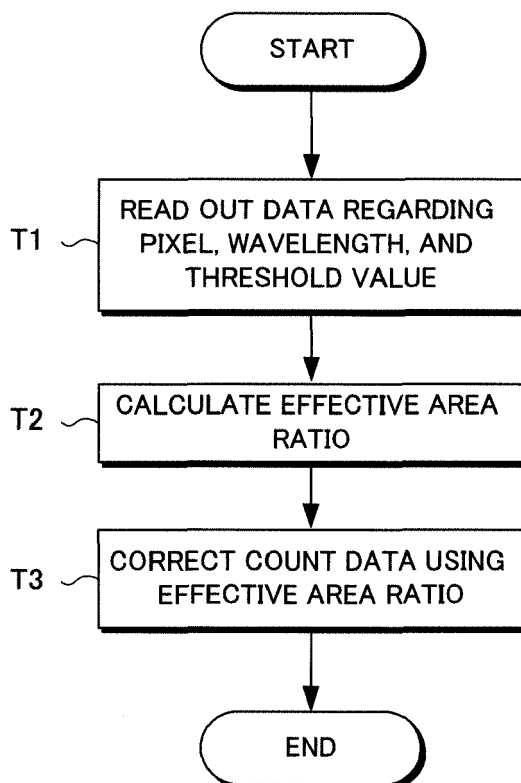 START
T1
READ OUT DATA REGARDING
PIXEL, WAVELENGTH, AND
THRESHOLD VALUE
T2
CALCULATE EFFECTIVE AREA
RATIO
T3
CORRECT COUNT DATA USING
EFFECTIVE AREA RATIO
END